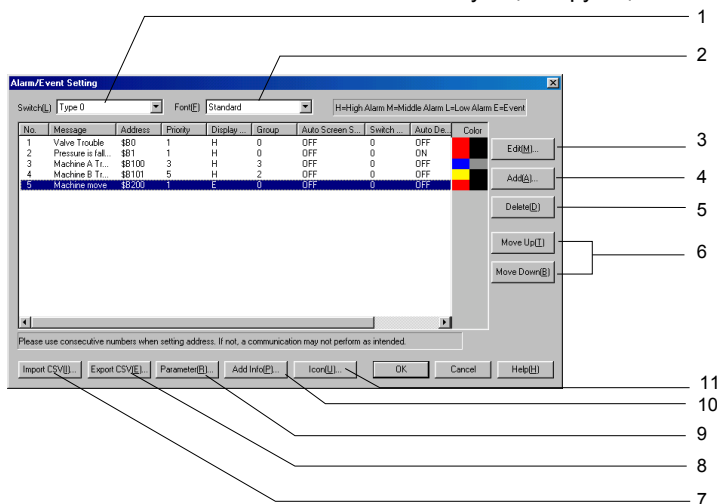 1
2
Alarm/Event Setting
Switch(L) Type 0 Font(F) Standard H=High Alarm M=Middle Alarm L=Low Alarm E=Event
No. Message Address Priority Display ... Group Auto Screen S... Switch ... Auto De... Color
1 Valve Trouble $B0 1 H 0 OFF 0 OFF
2 Pressure is fall... $B1 1 H 0 OFF 0 ON
3 Machine A Tr... $B100 3 H 3 OFF 0 OFF
4 Machine B Tr... $B101 5 H 2 OFF 0 OFF
5 Machine move $B200 1 E 0 OFF 0 OFF
Edit(M)... 3
Add(A)... 4
Delete(D) 5
Move Up(T)
6
Move Down(B)
Please use consecutive numbers when setting address. If not, a communication may not perform as intended.
Import CSV(I)... Export CSV(E)... Parameter(R)... Add Info(P)... Icon(U)... OK Cancel Help(H)
11
10
9
8
7